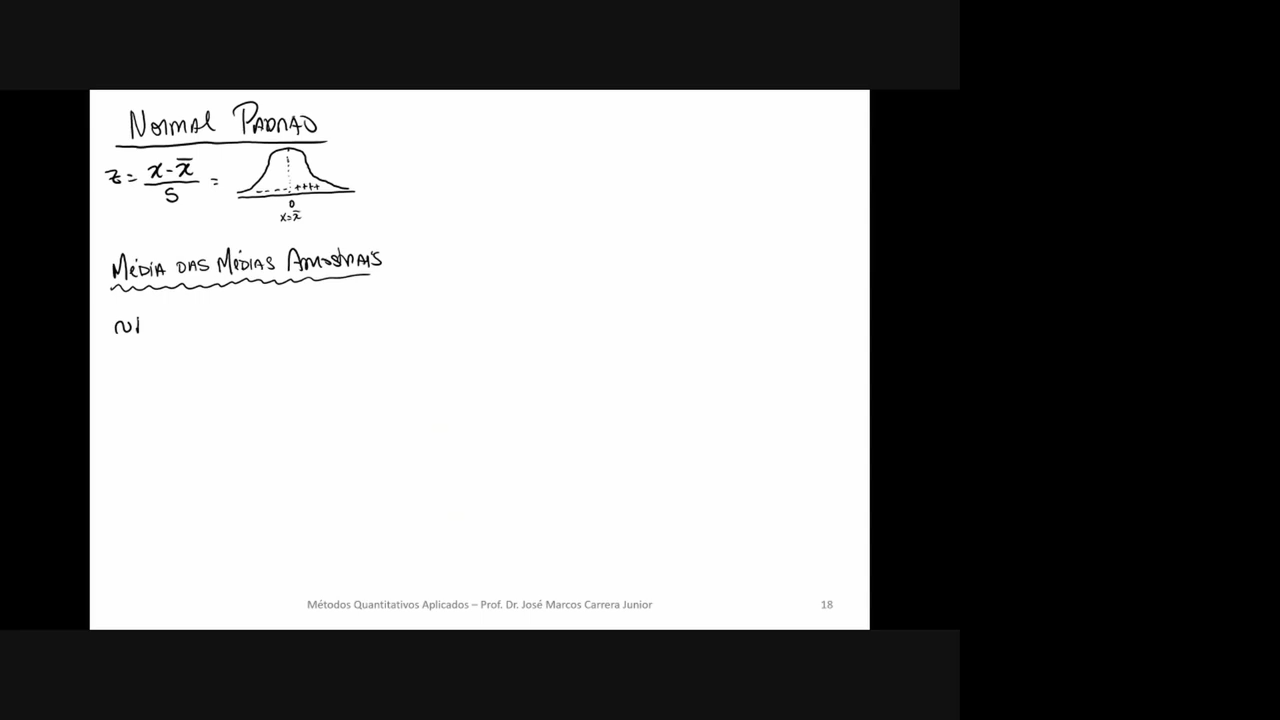 Normal Padrão
z = x - x̄ / S =
- - - - ++++
0
x = x̄
Média das Médias Amostrais
Métodos Quantitativos Aplicados – Prof. Dr. José Marcos Carrera Junior 18